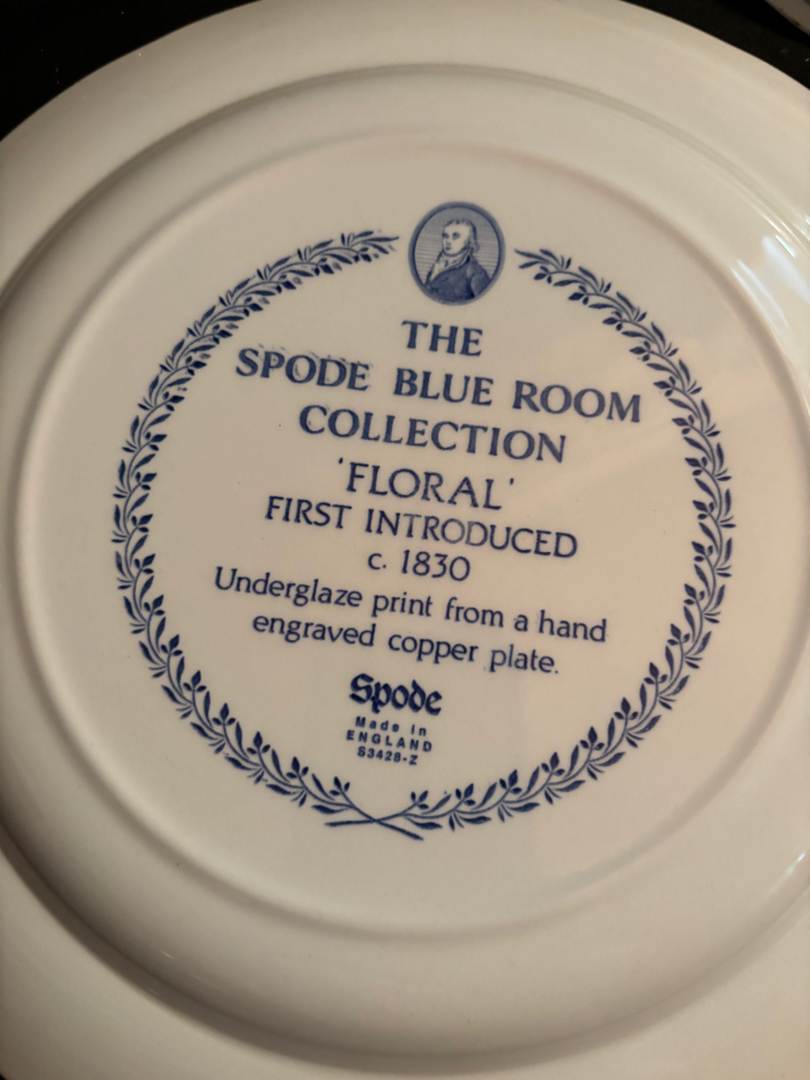 THE
SPODE BLUE ROOM
COLLECTION
'FLORAL'
FIRST INTRODUCED
c. 1830
Underglaze print from a hand
engraved copper plate.
Spode
Made in
ENGLAND
S3428-Z